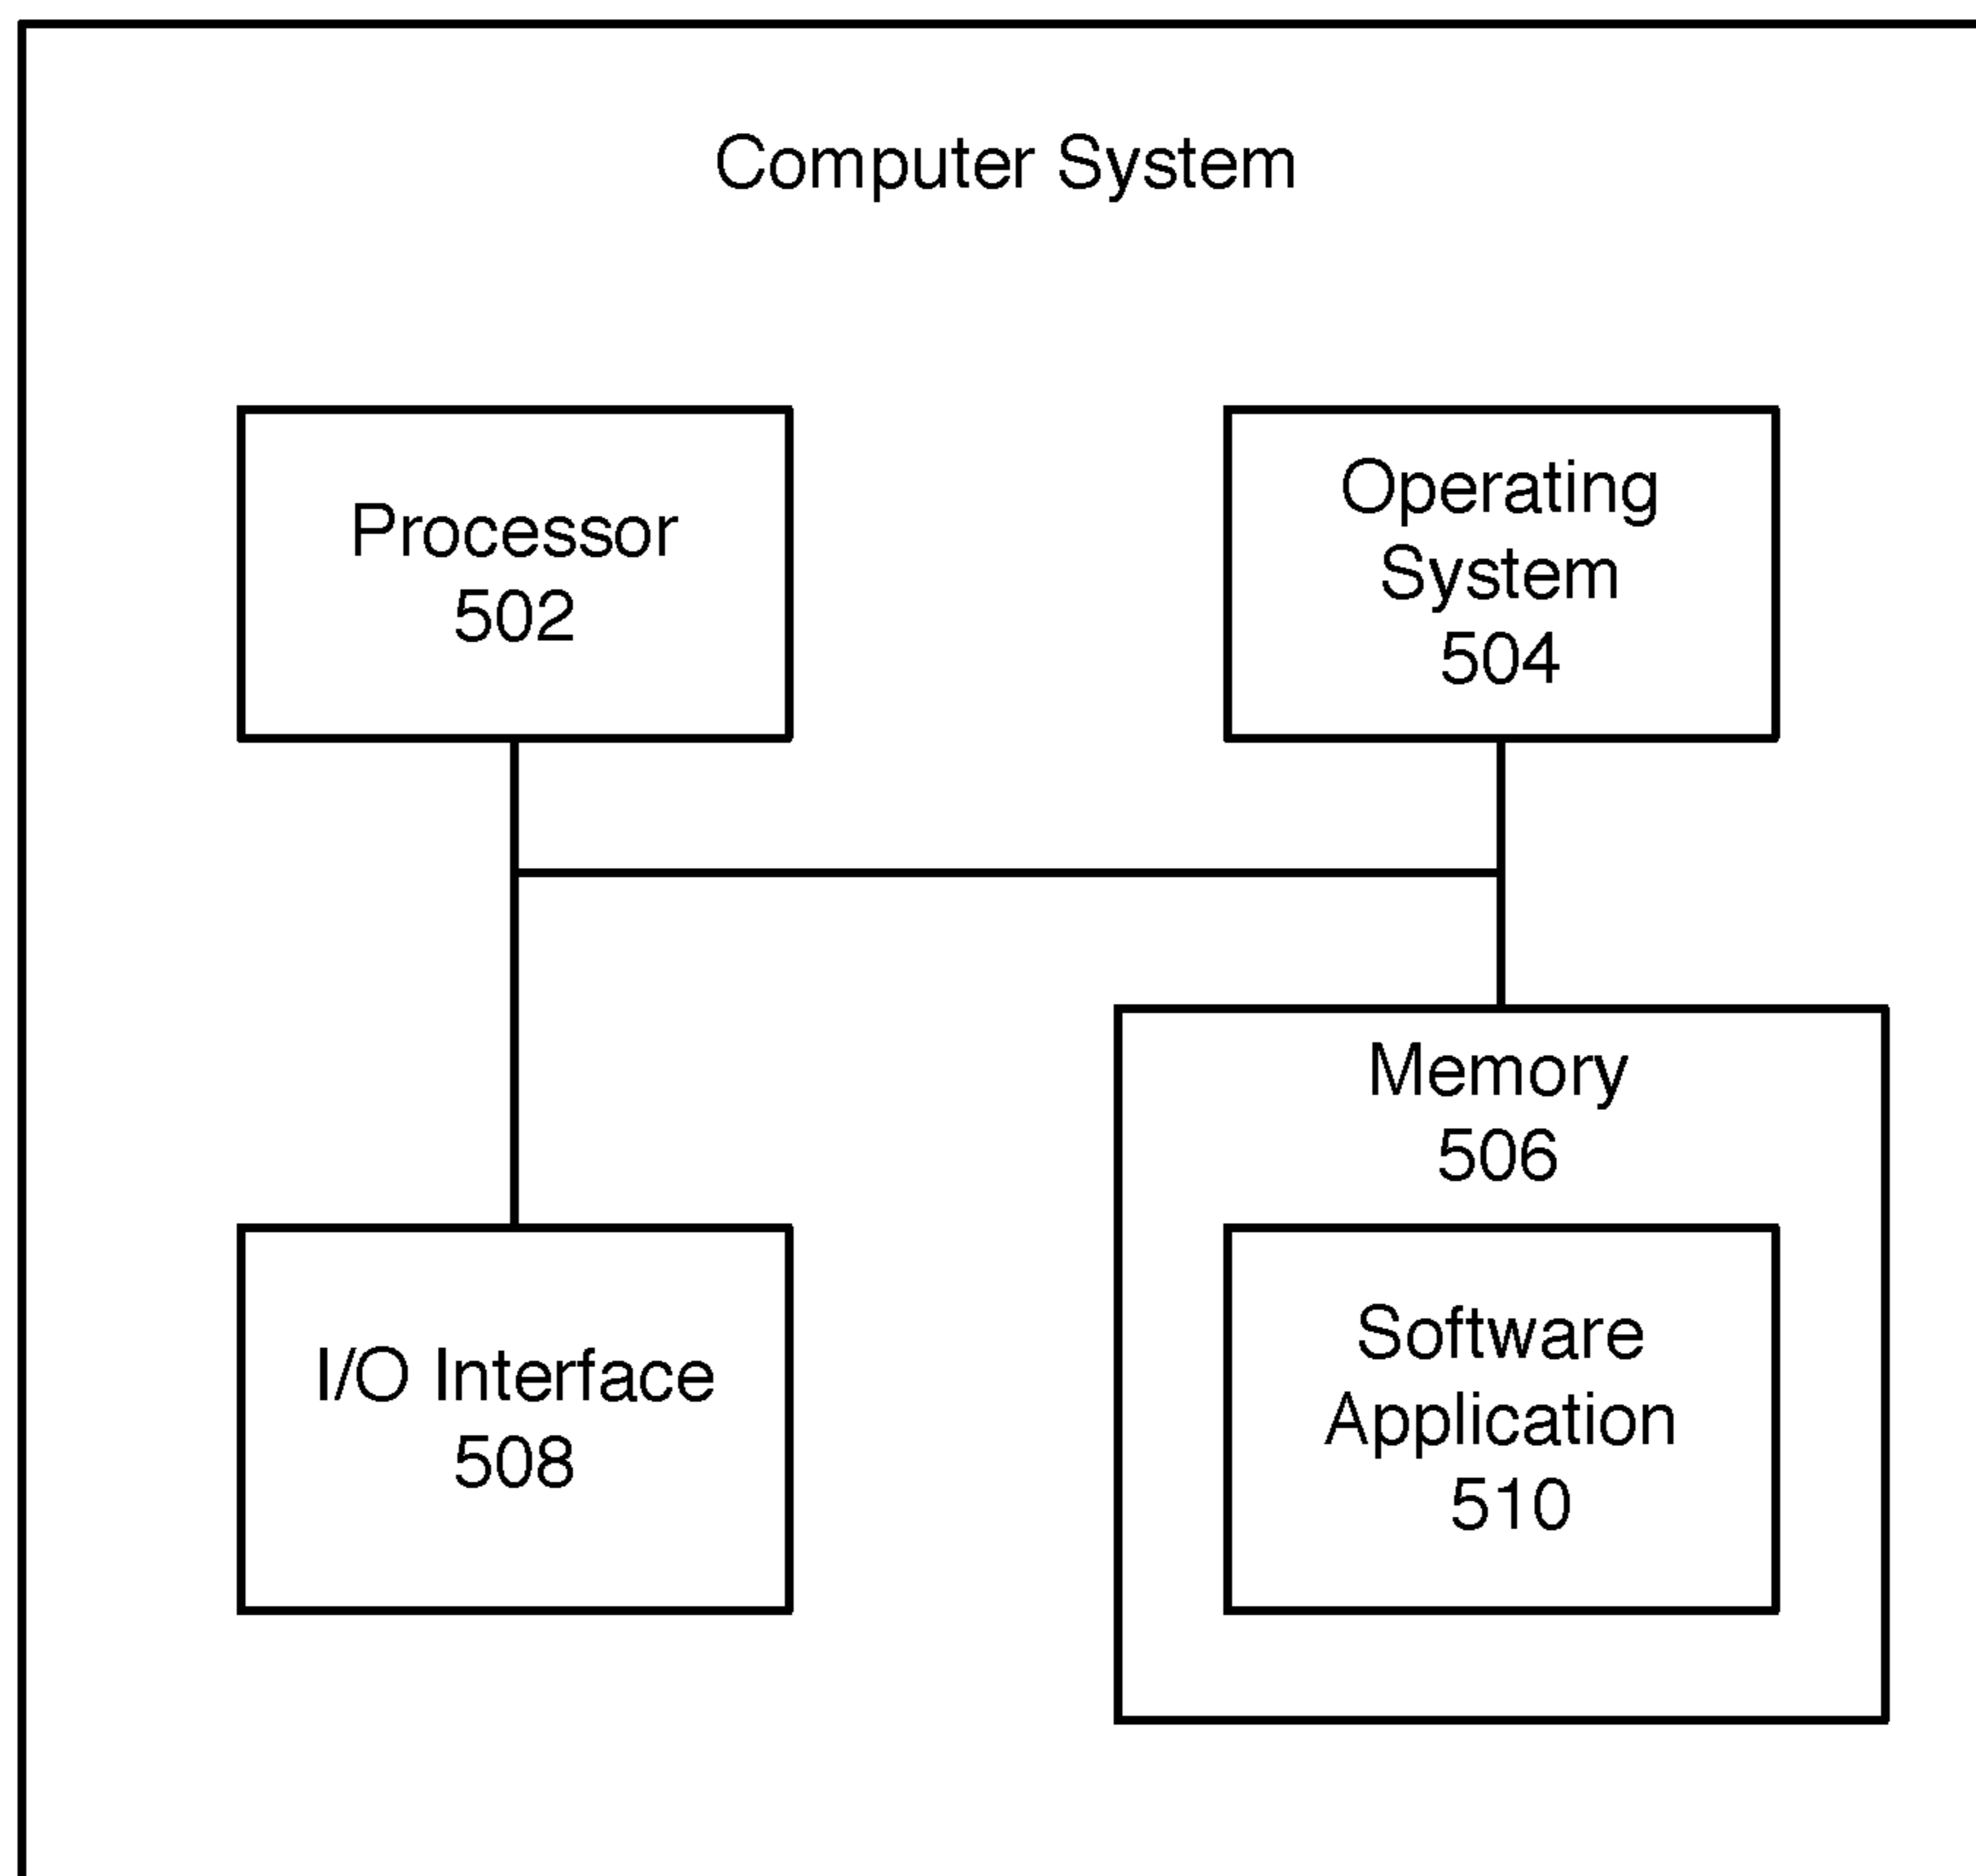 Computer System
Processor
502
Operating
System
504
Memory
506
I/O Interface
508
Software
Application
510